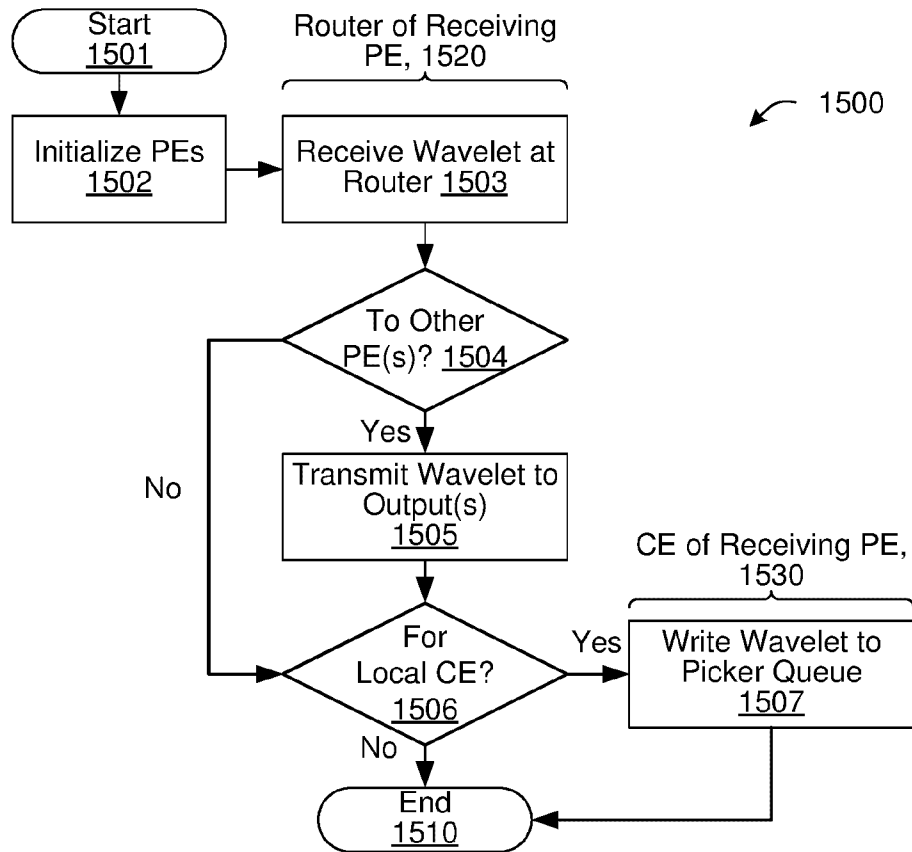 Start
1501
Router of Receiving
PE, 1520
1500
Initialize PEs
1502
Receive Wavelet at
Router 1503
To Other
PE(s)? 1504
Yes
No
Transmit Wavelet to
Output(s)
1505
CE of Receiving PE,
1530
For
Local CE?
1506
Yes
Write Wavelet to
Picker Queue
1507
No
End
1510